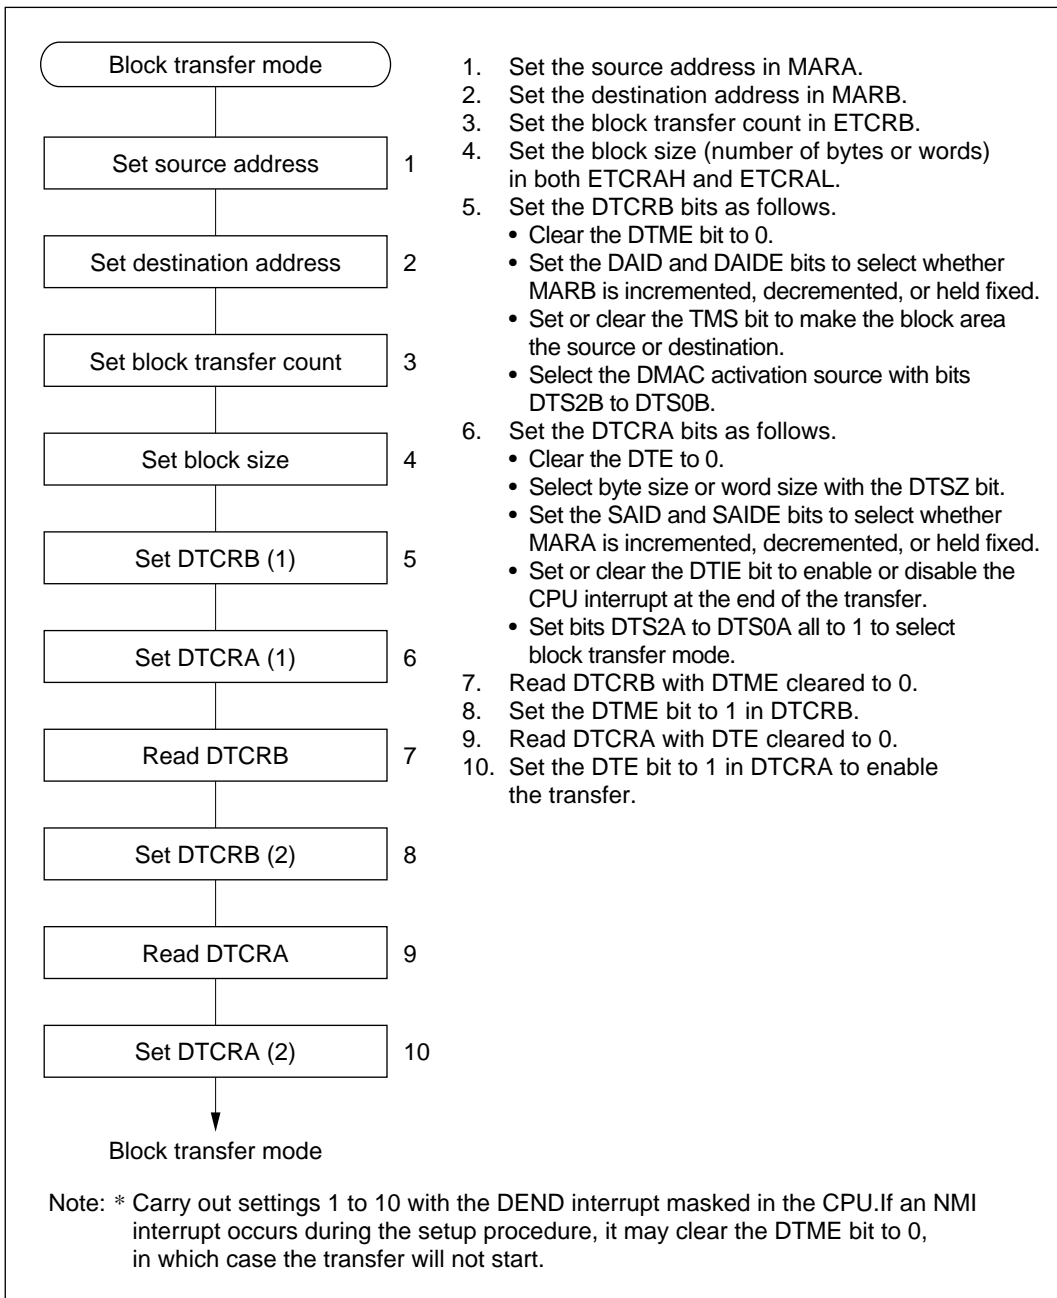 Block transfer mode
Set source address 1
Set destination address 2
Set block transfer count 3
Set block size 4
Set DTCRB (1) 5
Set DTCRA (1) 6
Read DTCRB 7
Set DTCRB (2) 8
Read DTCRA 9
Set DTCRA (2) 10
Block transfer mode
1. Set the source address in MARA.
2. Set the destination address in MARB.
3. Set the block transfer count in ETCRB.
4. Set the block size (number of bytes or words)
in both ETCRAH and ETCRAL.
5. Set the DTCRB bits as follows.
• Clear the DTME bit to 0.
• Set the DAID and DAIDE bits to select whether
MARB is incremented, decremented, or held fixed.
• Set or clear the TMS bit to make the block area
the source or destination.
• Select the DMAC activation source with bits
DTS2B to DTS0B.
6. Set the DTCRA bits as follows.
• Clear the DTE to 0.
• Select byte size or word size with the DTSZ bit.
• Set the SAID and SAIDE bits to select whether
MARA is incremented, decremented, or held fixed.
• Set or clear the DTIE bit to enable or disable the
CPU interrupt at the end of the transfer.
• Set bits DTS2A to DTS0A all to 1 to select
block transfer mode.
7. Read DTCRB with DTME cleared to 0.
8. Set the DTME bit to 1 in DTCRB.
9. Read DTCRA with DTE cleared to 0.
10. Set the DTE bit to 1 in DTCRA to enable
the transfer.
Note: * Carry out settings 1 to 10 with the DEND interrupt masked in the CPU.If an NMI
interrupt occurs during the setup procedure, it may clear the DTME bit to 0,
in which case the transfer will not start.